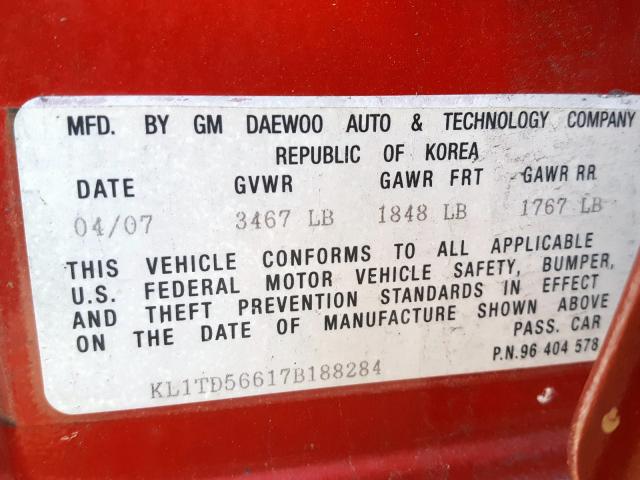 MFD. BY GM DAEWOO AUTO & TECHNOLOGY COMPANY
REPUBLIC OF KOREA
DATE GVWR GAWR FRT GAWR RR
04/07 3467 LB 1848 LB 1767 LB
THIS VEHICLE CONFORMS TO ALL APPLICABLE
U.S. FEDERAL MOTOR VEHICLE SAFETY, BUMPER,
AND THEFT PREVENTION STANDARDS IN EFFECT
ON THE DATE OF MANUFACTURE SHOWN ABOVE
PASS. CAR
P.N.96 404 578
KL1TD56617B188284